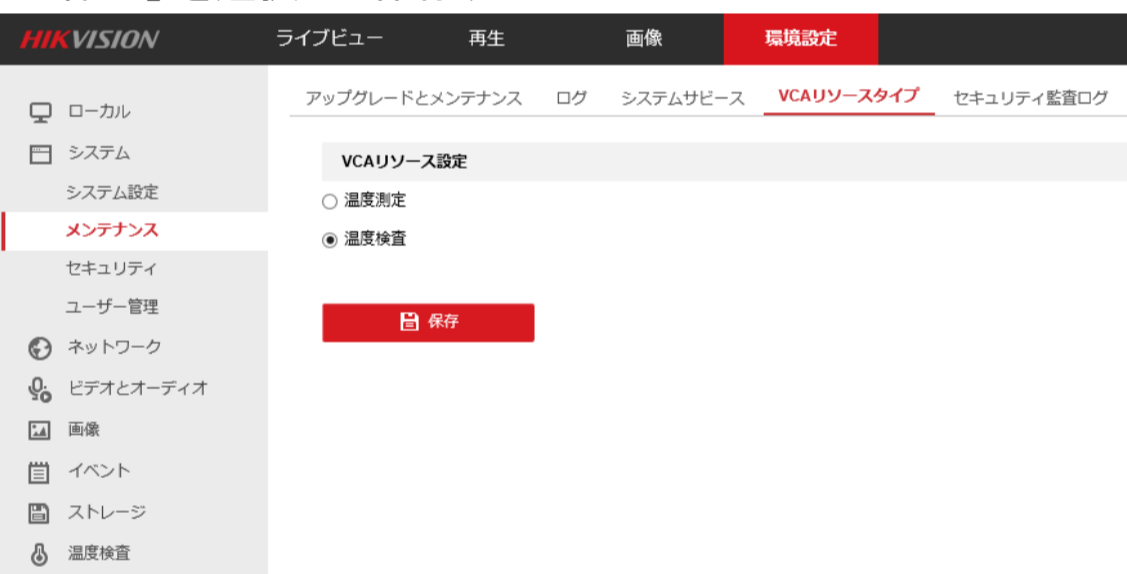 HIKVISION ライブビュー 再生 画像 環境設定
アップグレードとメンテナンス ログ システムサビース VCAリソースタイプ セキュリティ監査ログ
ローカル
システム
システム設定
メンテナンス
セキュリティ
ユーザー管理
ネットワーク
ビデオとオーディオ
画像
イベント
ストレージ
温度検査
VCAリソース設定
温度測定
温度検査
保存